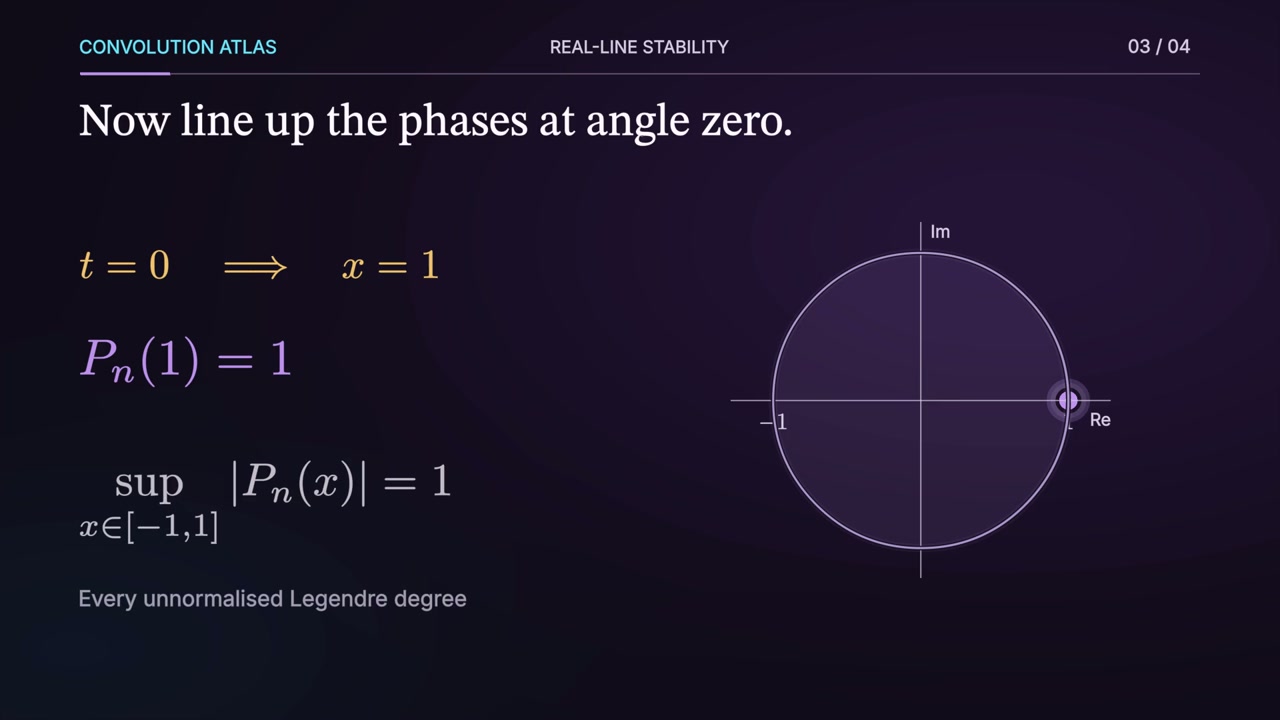 CONVOLUTION ATLAS
REAL-LINE STABILITY
03 / 04
Now line up the phases at angle zero.
t = 0 ⟹ x = 1
Pₙ(1) = 1
sup |Pₙ(x)| = 1
x∈[−1,1]
Every unnormalised Legendre degree
Im
−1
Re